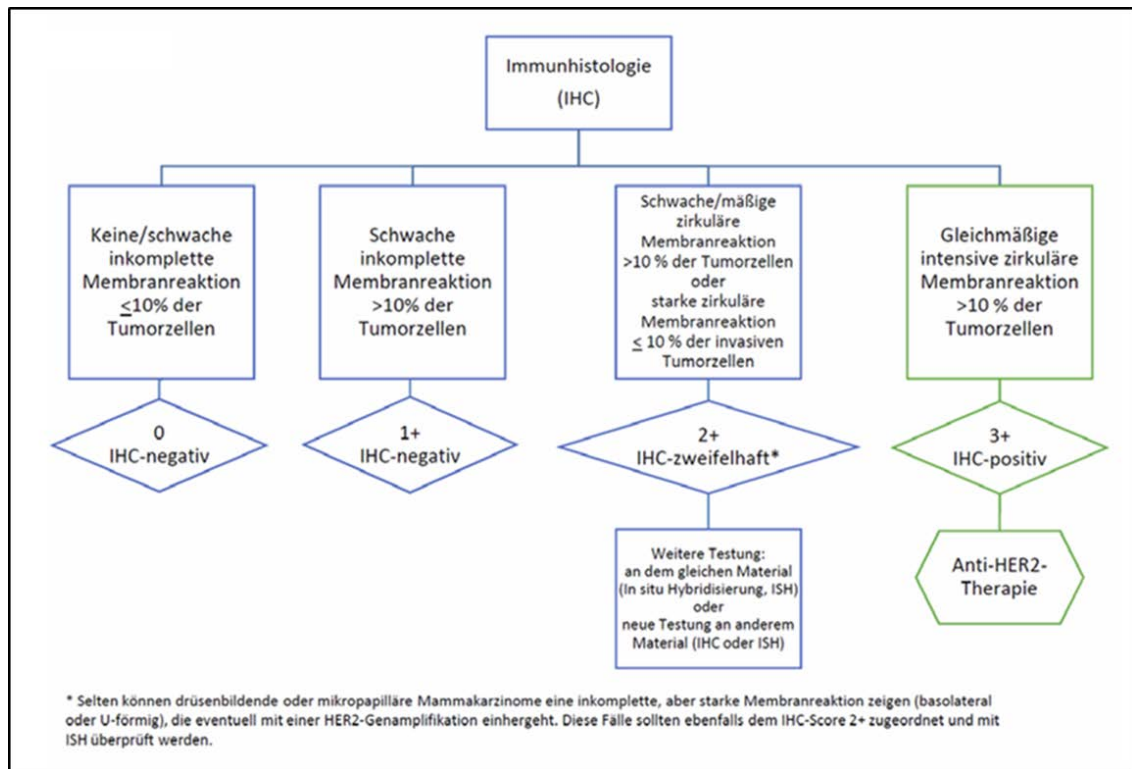 Immunhistologie
(IHC)
Keine/schwache
inkomplette
Membranreaktion
≤10% der
Tumorzellen
Schwache
inkomplette
Membranreaktion
>10% der
Tumorzellen
Schwache/mäßige
zirkuläre
Membranreaktion
>10 % der Tumorzellen
oder
starke zirkuläre
Membranreaktion
≤ 10 % der invasiven
Tumorzellen
Gleichmäßige
intensive zirkuläre
Membranreaktion
>10 % der
Tumorzellen
0
IHC-negativ
1+
IHC-negativ
2+
IHC-zweifelhaft*
3+
IHC-positiv
Weitere Testung:
an dem gleichen Material
(In situ Hybridisierung, ISH)
oder
neue Testung an anderem
Material (IHC oder ISH)
Anti-HER2-
Therapie
* Selten können drüsenbildende oder mikropapilläre Mammakarzinome eine inkomplette, aber starke Membranreaktion zeigen (basolateral
oder U-förmig), die eventuell mit einer HER2-Genamplifikation einhergeht. Diese Fälle sollten ebenfalls dem IHC-Score 2+ zugeordnet und mit
ISH überprüft werden.